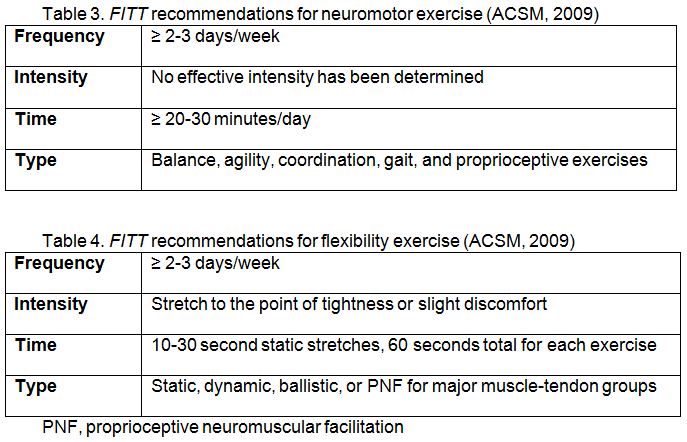 Table 3. FITT recommendations for neuromotor exercise (ACSM, 2009)
Frequency ≥ 2-3 days/week
Intensity No effective intensity has been determined
Time ≥ 20-30 minutes/day
Type Balance, agility, coordination, gait, and proprioceptive exercises
Table 4. FITT recommendations for flexibility exercise (ACSM, 2009)
Frequency ≥ 2-3 days/week
Intensity Stretch to the point of tightness or slight discomfort
Time 10-30 second static stretches, 60 seconds total for each exercise
Type Static, dynamic, ballistic, or PNF for major muscle-tendon groups
PNF, proprioceptive neuromuscular facilitation